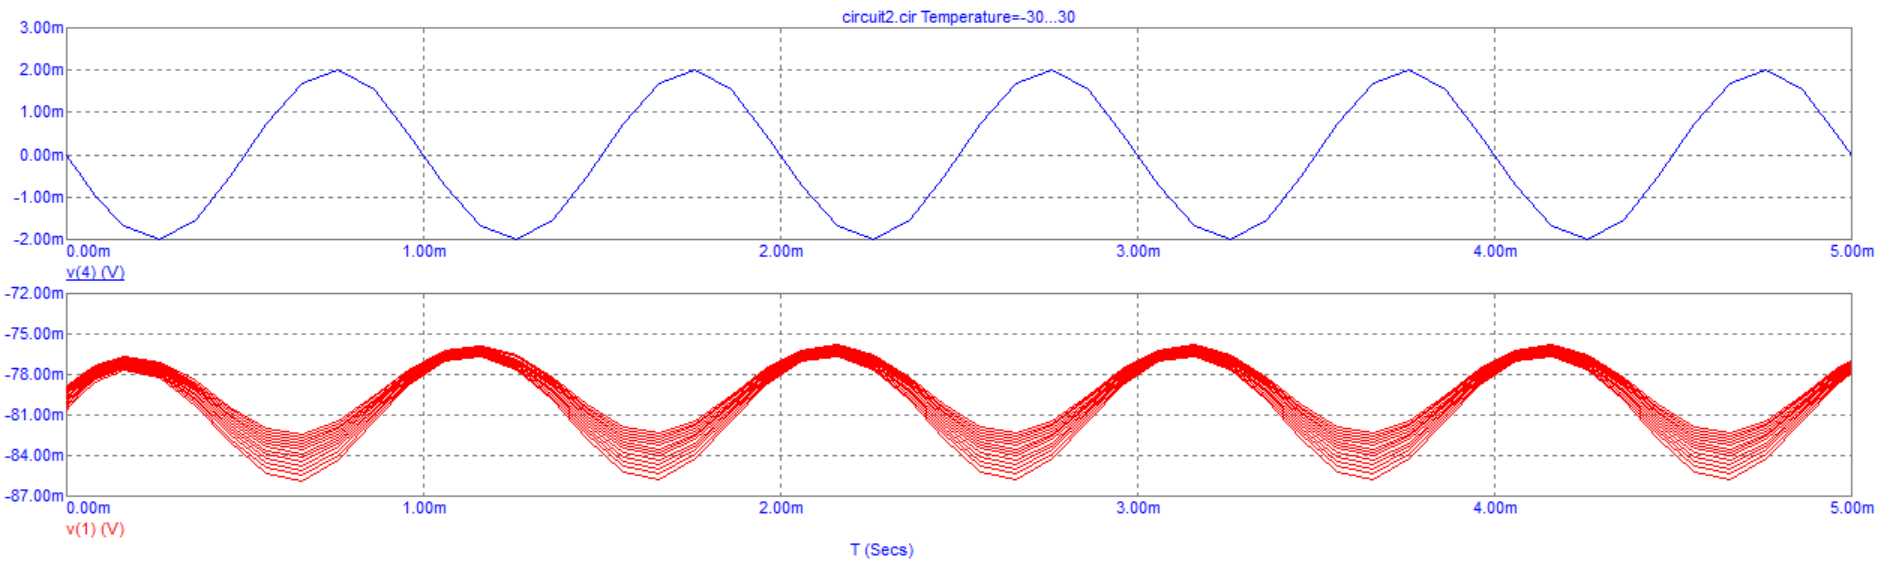 circuit2.cir Temperature=-30...30
3.00m
2.00m
1.00m
0.00m
-1.00m
-2.00m
0.00m 1.00m 2.00m 3.00m 4.00m 5.00m
v(4) (V)
-72.00m
-75.00m
-78.00m
-81.00m
-84.00m
-87.00m
0.00m 1.00m 2.00m 3.00m 4.00m 5.00m
v(1) (V)
T (Secs)